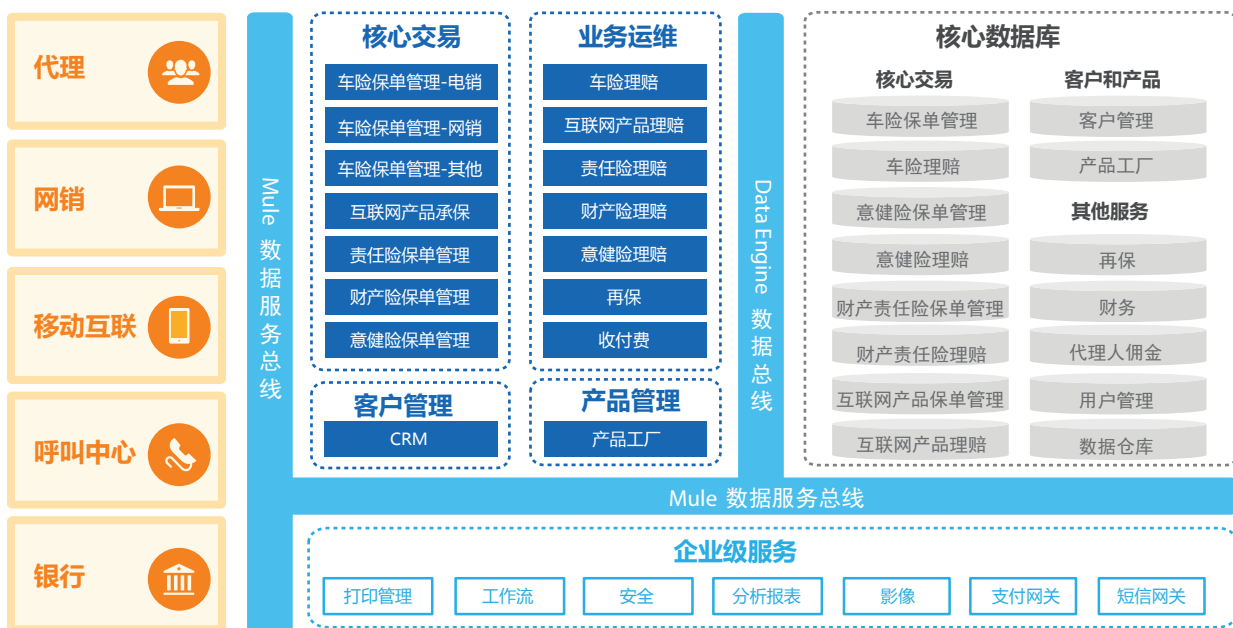 代理
网销
移动互联
呼叫中心
银行
Mule 数据服务总线
核心交易
车险保单管理-电销
车险保单管理-网销
车险保单管理-其他
互联网产品承保
责任险保单管理
财产险保单管理
意健险保单管理
业务运维
车险理赔
互联网产品理赔
责任险理赔
财产险理赔
意健险理赔
再保
收付费
客户管理
CRM
产品管理
产品工厂
Data Engine 数据总线
核心数据库
核心交易
车险保单管理
车险理赔
意健险保单管理
意健险理赔
财产责任险保单管理
财产责任险理赔
互联网产品保单管理
互联网产品理赔
客户和产品
客户管理
产品工厂
其他服务
再保
财务
代理人佣金
用户管理
数据仓库
Mule 数据服务总线
企业级服务
打印管理
工作流
安全
分析报表
影像
支付网关
短信网关